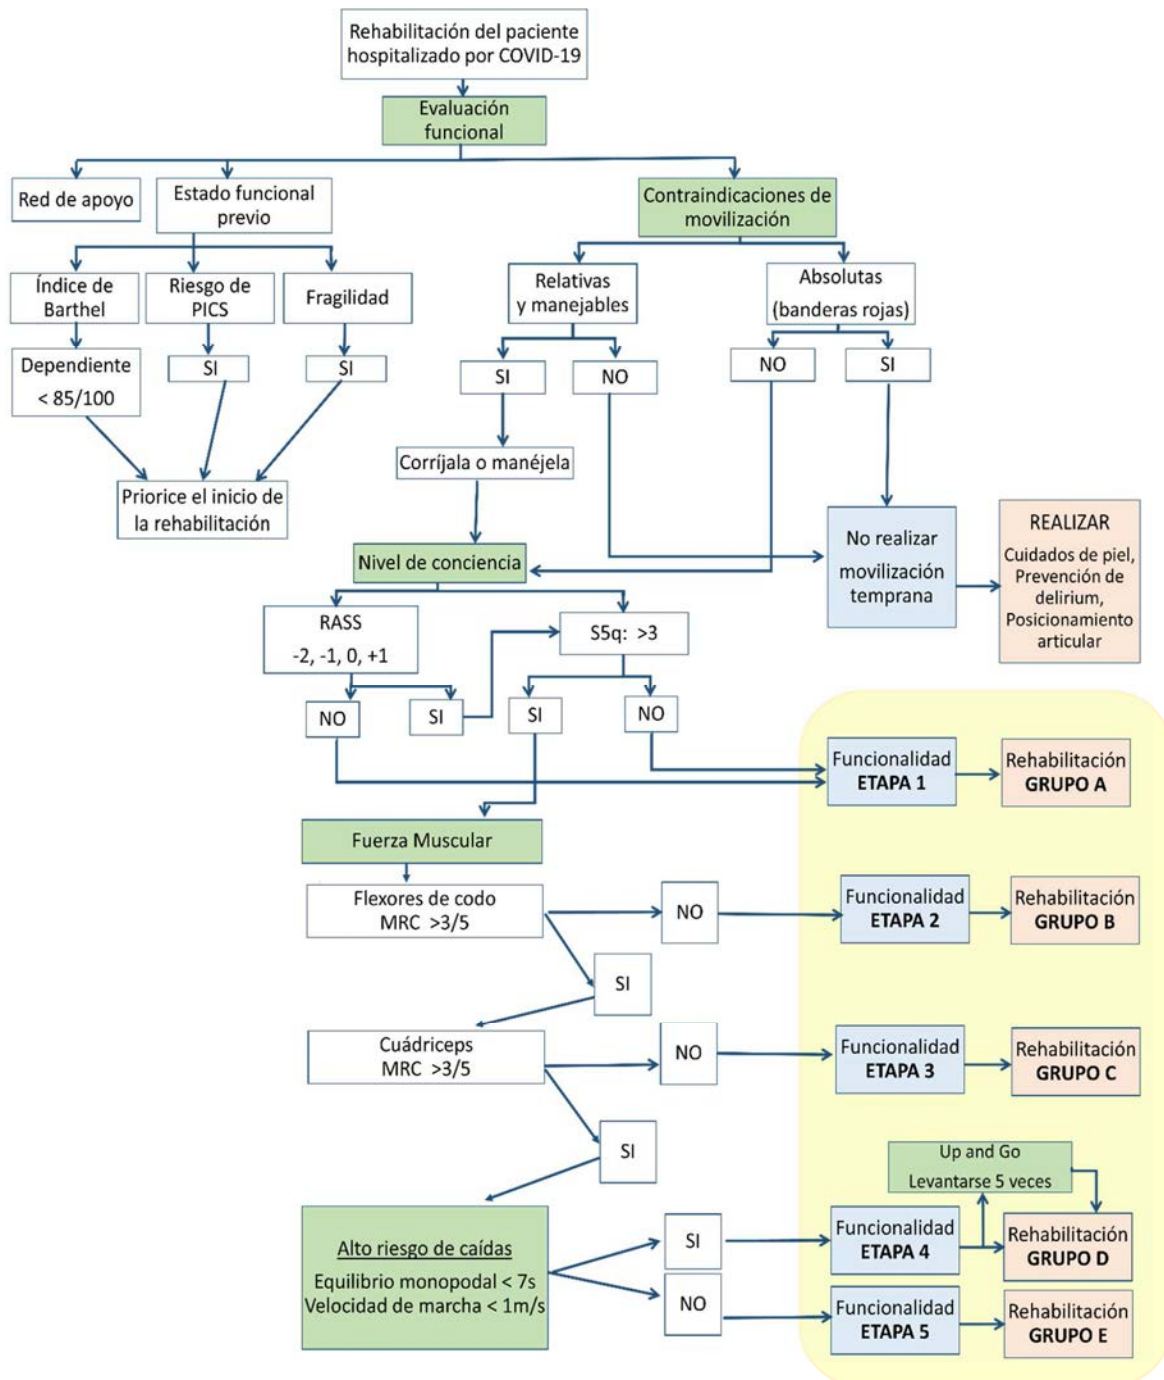 Rehabilitación del paciente
hospitalizado por COVID-19
Evaluación
funcional
Red de apoyo
Estado funcional
previo
Contraindicaciones de
movilización
Índice de
Barthel
Riesgo de
PICS
Fragilidad
Relativas
y manejables
Absolutas
(banderas rojas)
Dependiente
< 85/100
SI
SI
SI
NO
NO
SI
Corríjala o manéjela
Priorice el inicio de
la rehabilitación
No realizar
movilización
temprana
REALIZAR
Cuidados de piel,
Prevención de
delirium,
Posicionamiento
articular
Nivel de conciencia
RASS
-2, -1, 0, +1
S5q: >3
NO
SI
SI
NO
Funcionalidad
ETAPA 1
Rehabilitación
GRUPO A
Fuerza Muscular
Flexores de codo
MRC >3/5
NO
Funcionalidad
ETAPA 2
Rehabilitación
GRUPO B
SI
Cuádriceps
MRC >3/5
NO
Funcionalidad
ETAPA 3
Rehabilitación
GRUPO C
SI
Up and Go
Levantarse 5 veces
Alto riesgo de caídas
Equilibrio monopodal < 7s
Velocidad de marcha < 1m/s
SI
Funcionalidad
ETAPA 4
Rehabilitación
GRUPO D
NO
Funcionalidad
ETAPA 5
Rehabilitación
GRUPO E